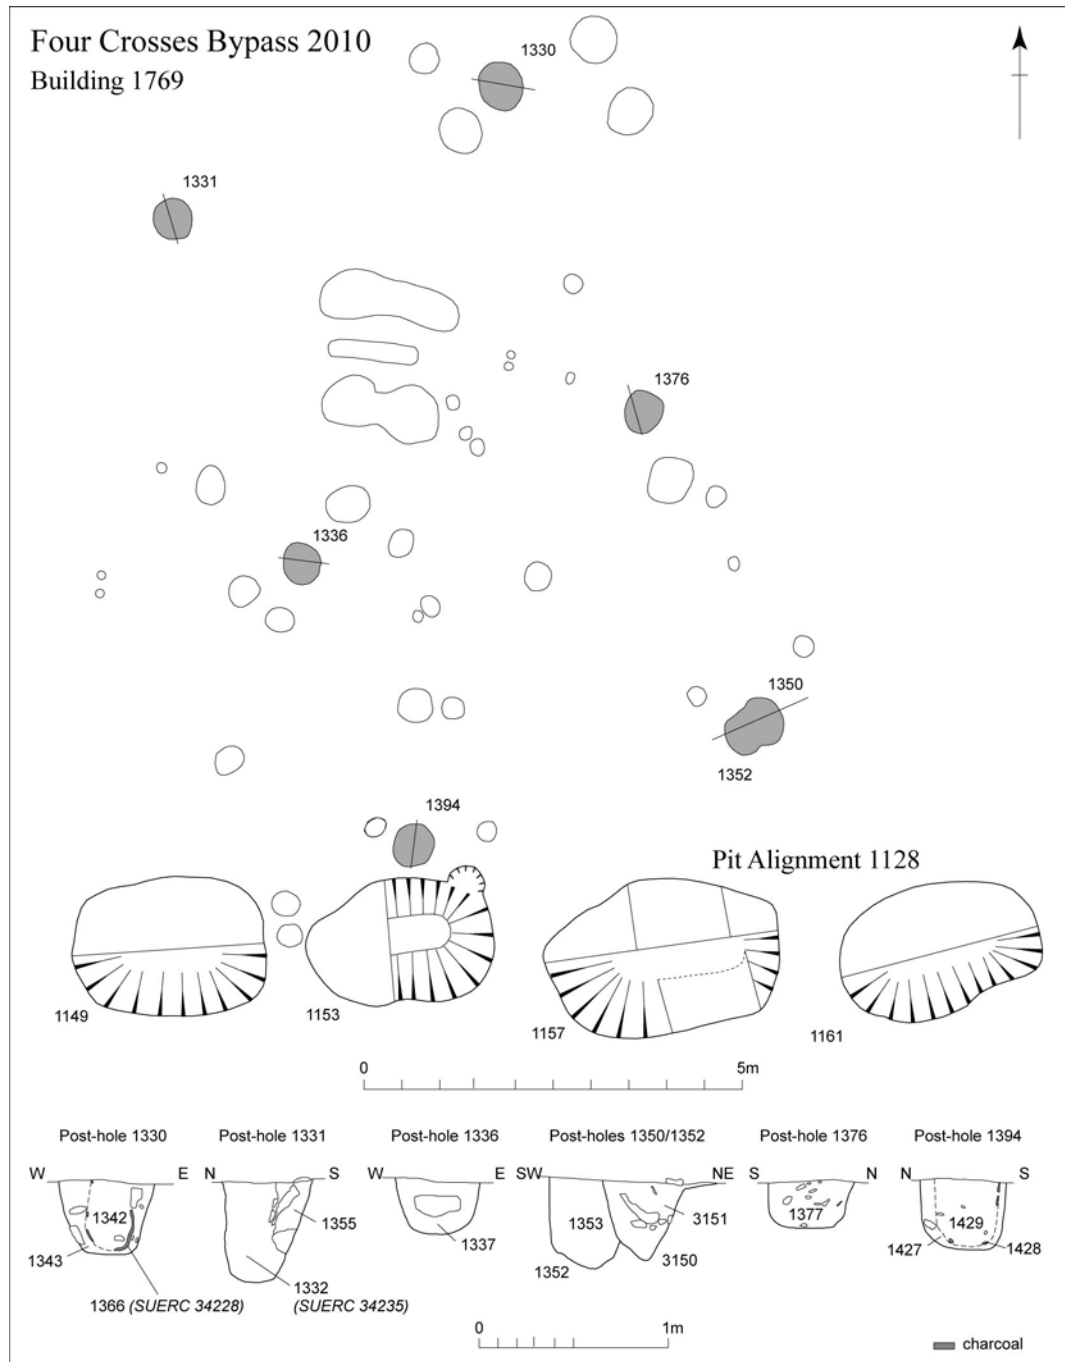 Four Crosses Bypass 2010
Building 1769
1330
1331
1376
1336
1350
1352
1394
Pit Alignment 1128
1149
1153
1157
1161
0 5m
Post-hole 1330
W E
1342
1343
1366 (SUERC 34228)
Post-hole 1331
N S
1355
1332
(SUERC 34235)
Post-hole 1336
W E
1337
Post-holes 1350/1352
SW NE
1353
3151
1352
3150
Post-hole 1376
S N
1377
Post-hole 1394
N S
1429
1427
1428
0 1m
charcoal